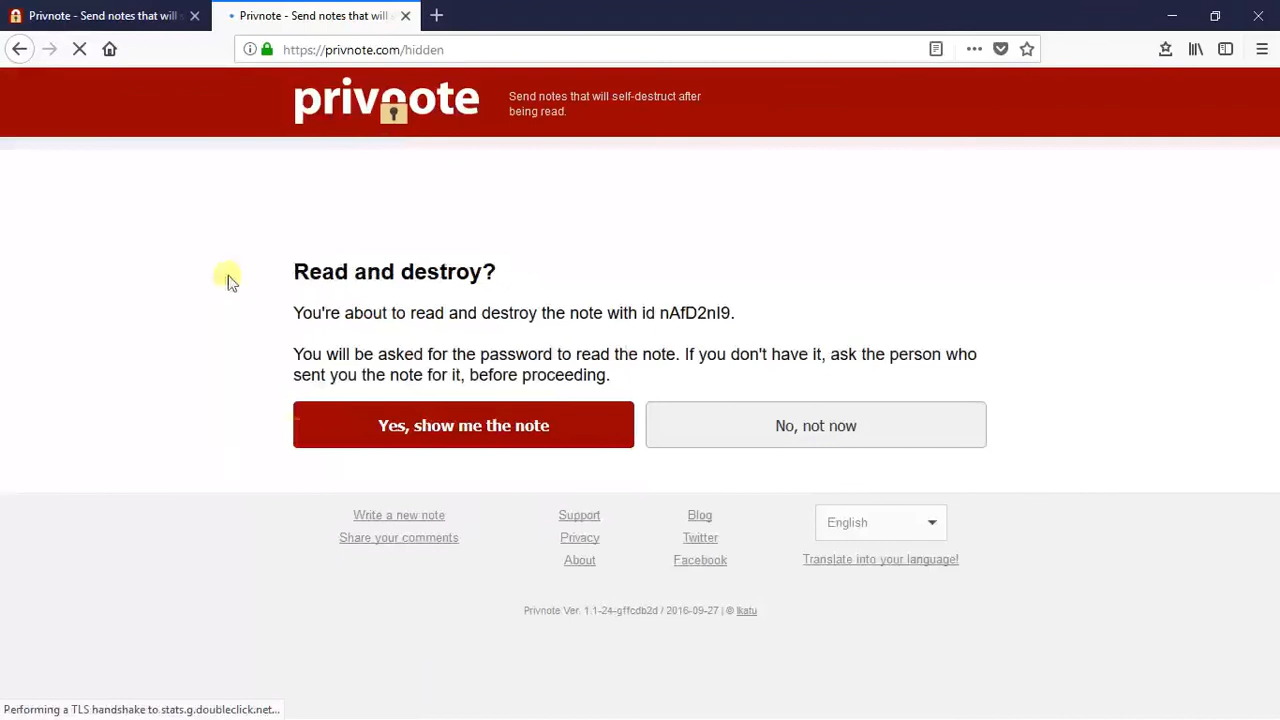 Privnote - Send notes that will
Privnote - Send notes that will
https://privnote.com/hidden
privnote
Send notes that will self-destruct after
being read.
Read and destroy?
You're about to read and destroy the note with id nAfD2nI9.
You will be asked for the password to read the note. If you don't have it, ask the person who
sent you the note for it, before proceeding.
Yes, show me the note
No, not now
Write a new note
Support
Blog
English
Share your comments
Privacy
Twitter
About
Facebook
Translate into your language!
Privnote Ver. 1.1-24-gffcdb2d / 2016-09-27 | © Ikatu
Performing a TLS handshake to stats.g.doubleclick.net...